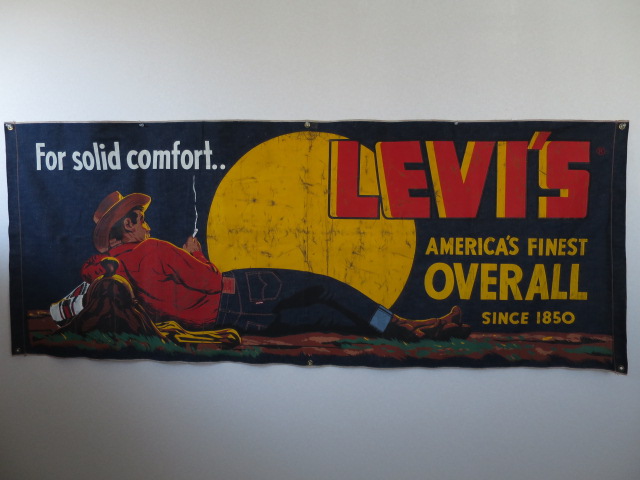 For solid comfort..
LEVI'S
AMERICA'S FINEST
OVERALL
SINCE 1850